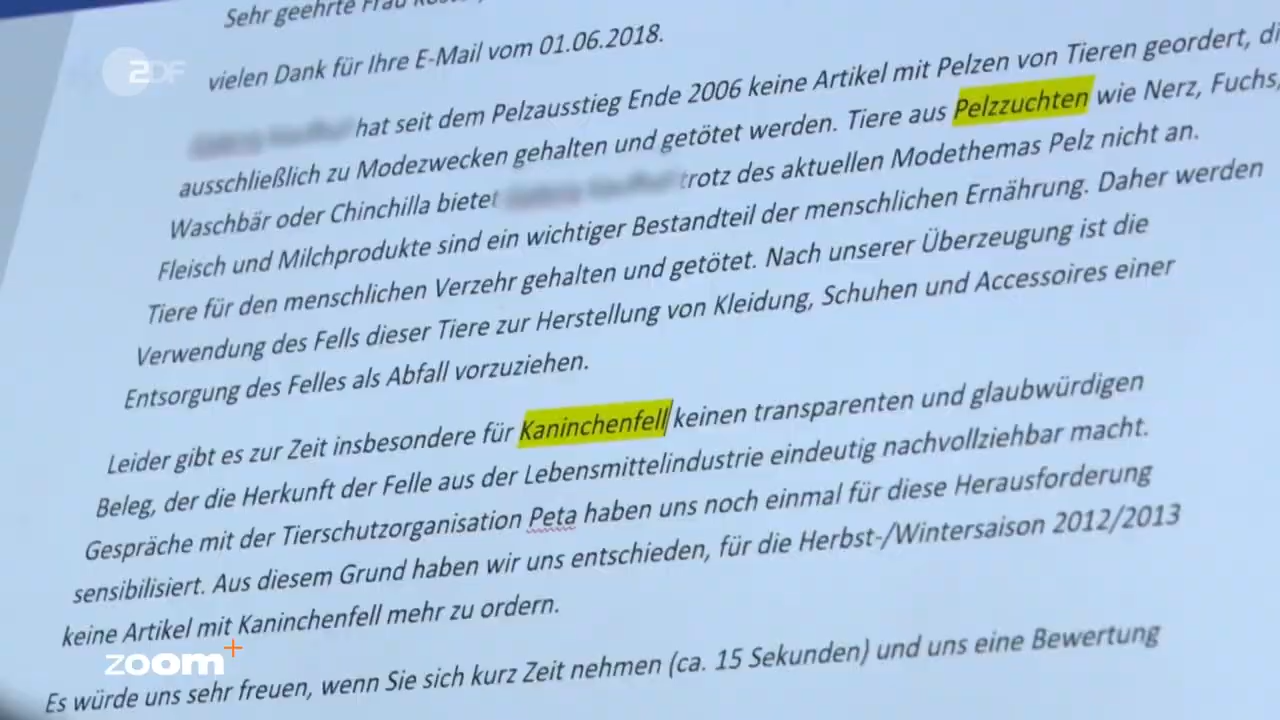 Sehr geehrte Frau
vielen Dank für Ihre E-Mail vom 01.06.2018.
ZDF
hat seit dem Pelzausstieg Ende 2006 keine Artikel mit Pelzen von Tieren geordert, di
ausschließlich zu Modezwecken gehalten und getötet werden. Tiere aus Pelzzuchten wie Nerz, Fuchs,
Waschbär oder Chinchilla bietet trotz des aktuellen Modethemas Pelz nicht an.
Fleisch und Milchprodukte sind ein wichtiger Bestandteil der menschlichen Ernährung. Daher werden
Tiere für den menschlichen Verzehr gehalten und getötet. Nach unserer Überzeugung ist die
Verwendung des Fells dieser Tiere zur Herstellung von Kleidung, Schuhen und Accessoires einer
Entsorgung des Felles als Abfall vorzuziehen.
Leider gibt es zur Zeit insbesondere für Kaninchenfell keinen transparenten und glaubwürdigen
Beleg, der die Herkunft der Felle aus der Lebensmittelindustrie eindeutig nachvollziehbar macht.
Gespräche mit der Tierschutzorganisation Peta haben uns noch einmal für diese Herausforderung
sensibilisiert. Aus diesem Grund haben wir uns entschieden, für die Herbst-/Wintersaison 2012/2013
keine Artikel mit Kaninchenfell mehr zu ordern.
zoom+
Es würde uns sehr freuen, wenn Sie sich kurz Zeit nehmen (ca. 15 Sekunden) und uns eine Bewertung